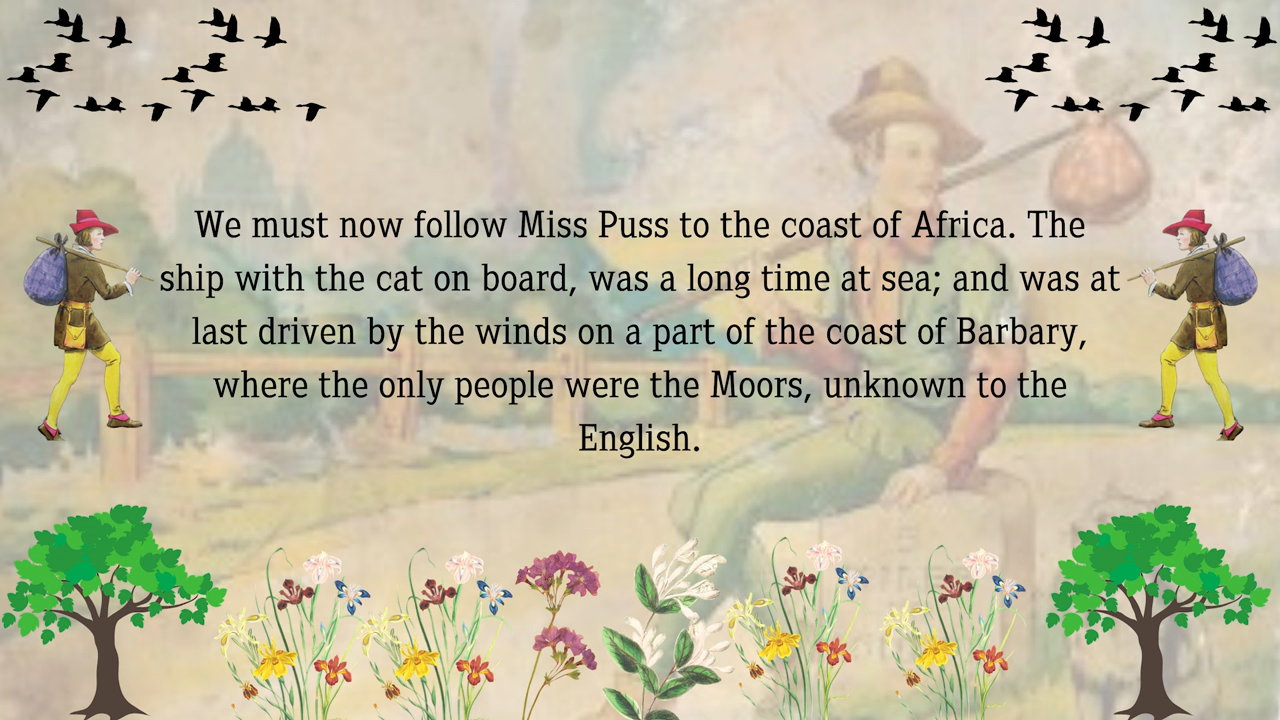 We must now follow Miss Puss to the coast of Africa. The
ship with the cat on board, was a long time at sea; and was at
last driven by the winds on a part of the coast of Barbary,
where the only people were the Moors, unknown to the
English.